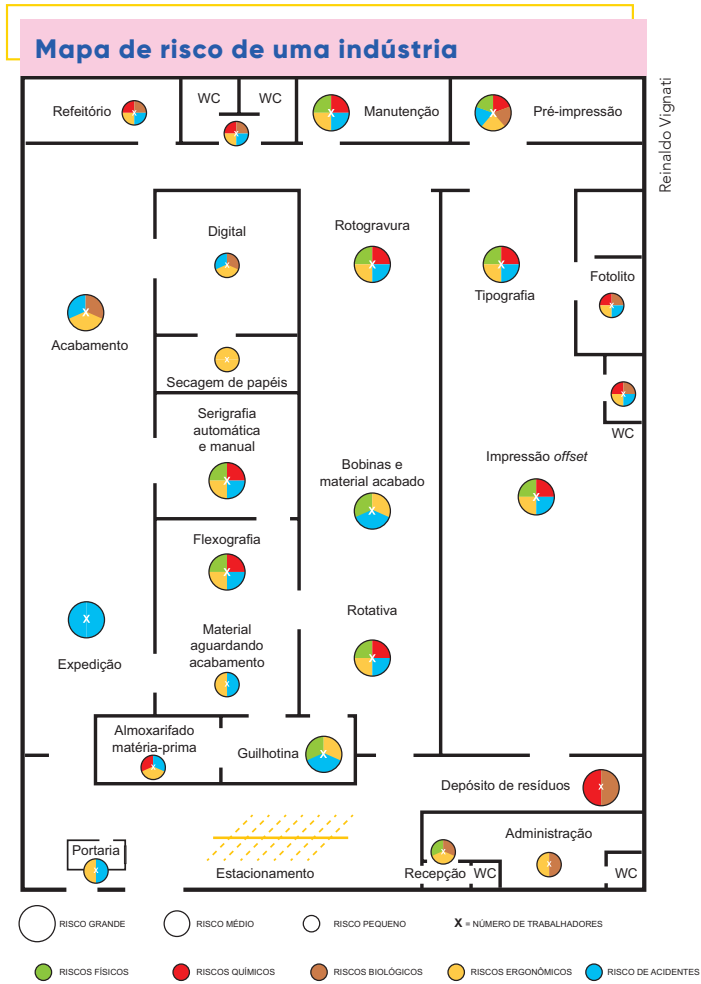 Mapa de risco de uma indústria
Reinaldo Vignati
Refeitório
X
WC
WC
X
X
Manutenção
X
Pré-impressão
Digital
X
Rotogravura
X
X
Tipografia
Fotolito
X
X
Acabamento
X
Secagem de papéis
X
WC
Serigrafia
automática
e manual
X
Bobinas e
material acabado
X
Impressão offset
X
Flexografia
X
X
Expedição
Material
aguardando
acabamento
X
Rotativa
X
Almoxarifado
matéria-prima
X
Guilhotina
X
Depósito de resíduos
X
Portaria
X
Estacionamento
X
Recepção
WC
Administração
X
WC
RISCO GRANDE
RISCO MÉDIO
RISCO PEQUENO
X = NÚMERO DE TRABALHADORES
RISCOS FÍSICOS
RISCOS QUÍMICOS
RISCOS BIOLÓGICOS
RISCOS ERGONÔMICOS
RISCO DE ACIDENTES